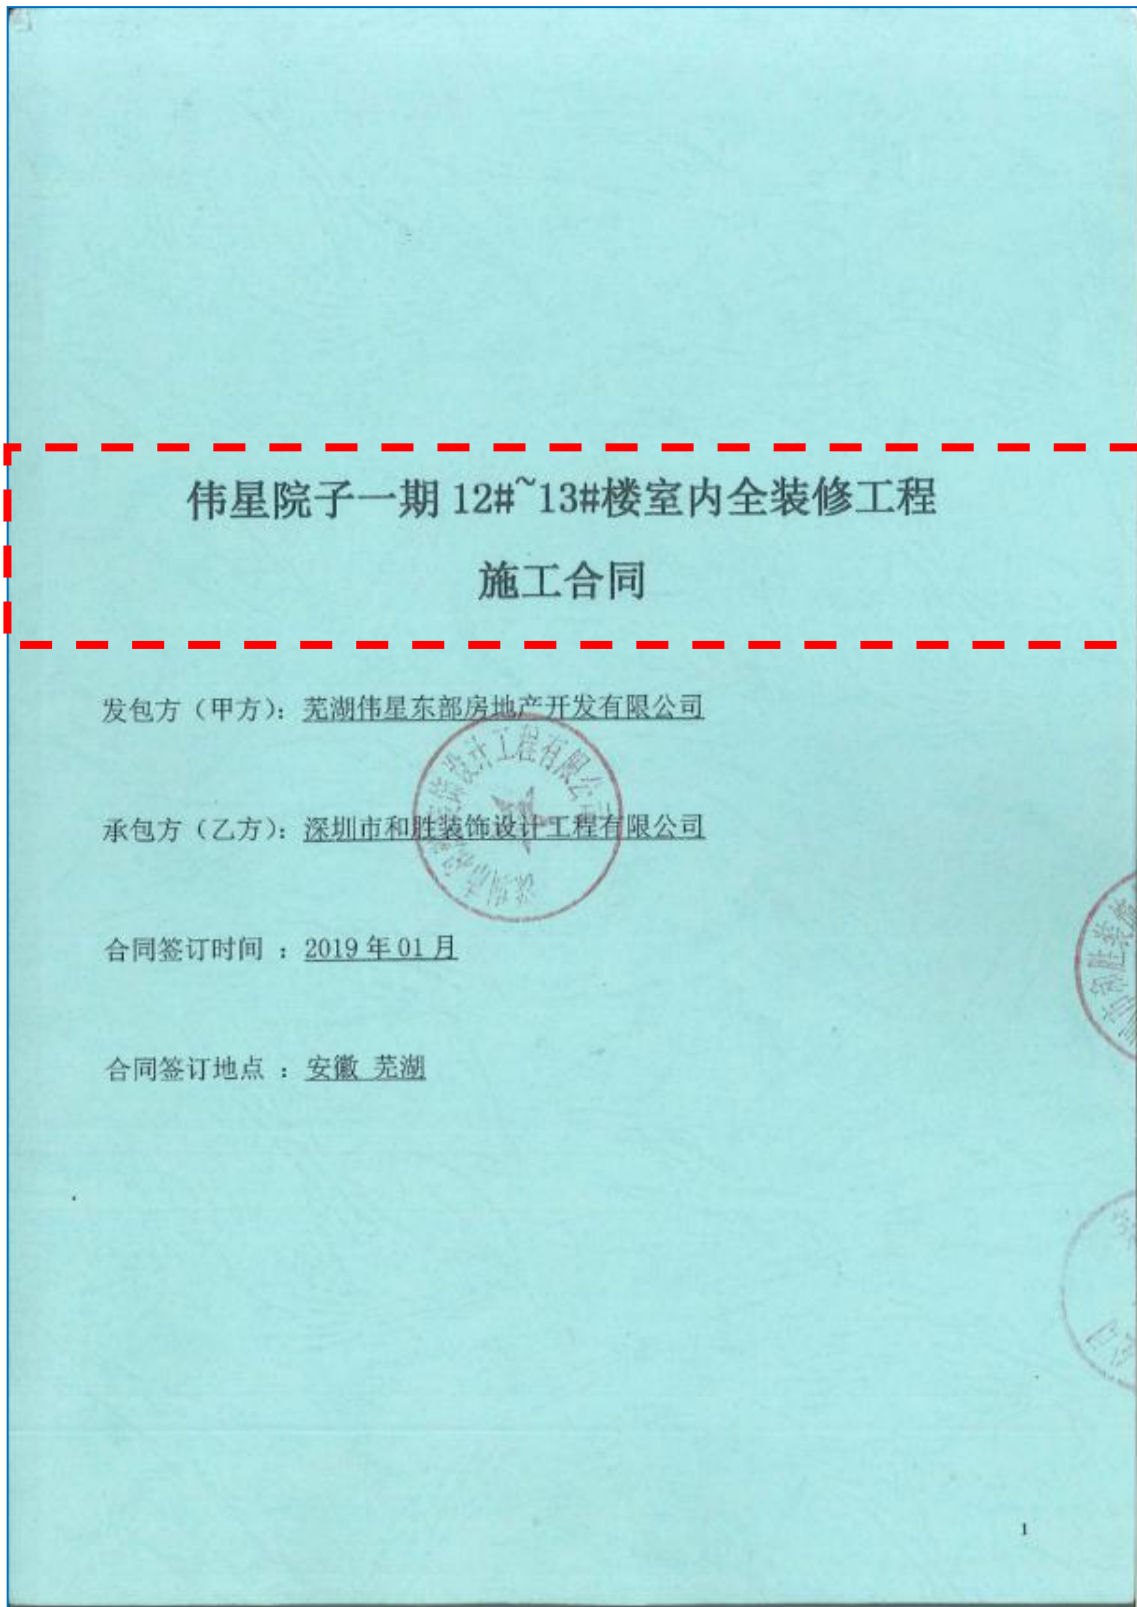 伟星院子一期 12#~13#楼室内全装修工程
施工合同
发包方（甲方）：芜湖伟星东部房地产开发有限公司
承包方（乙方）：深圳市和胜装饰设计工程有限公司
合同签订时间 ：2019 年 01 月
合同签订地点 ：安徽 芜湖
1